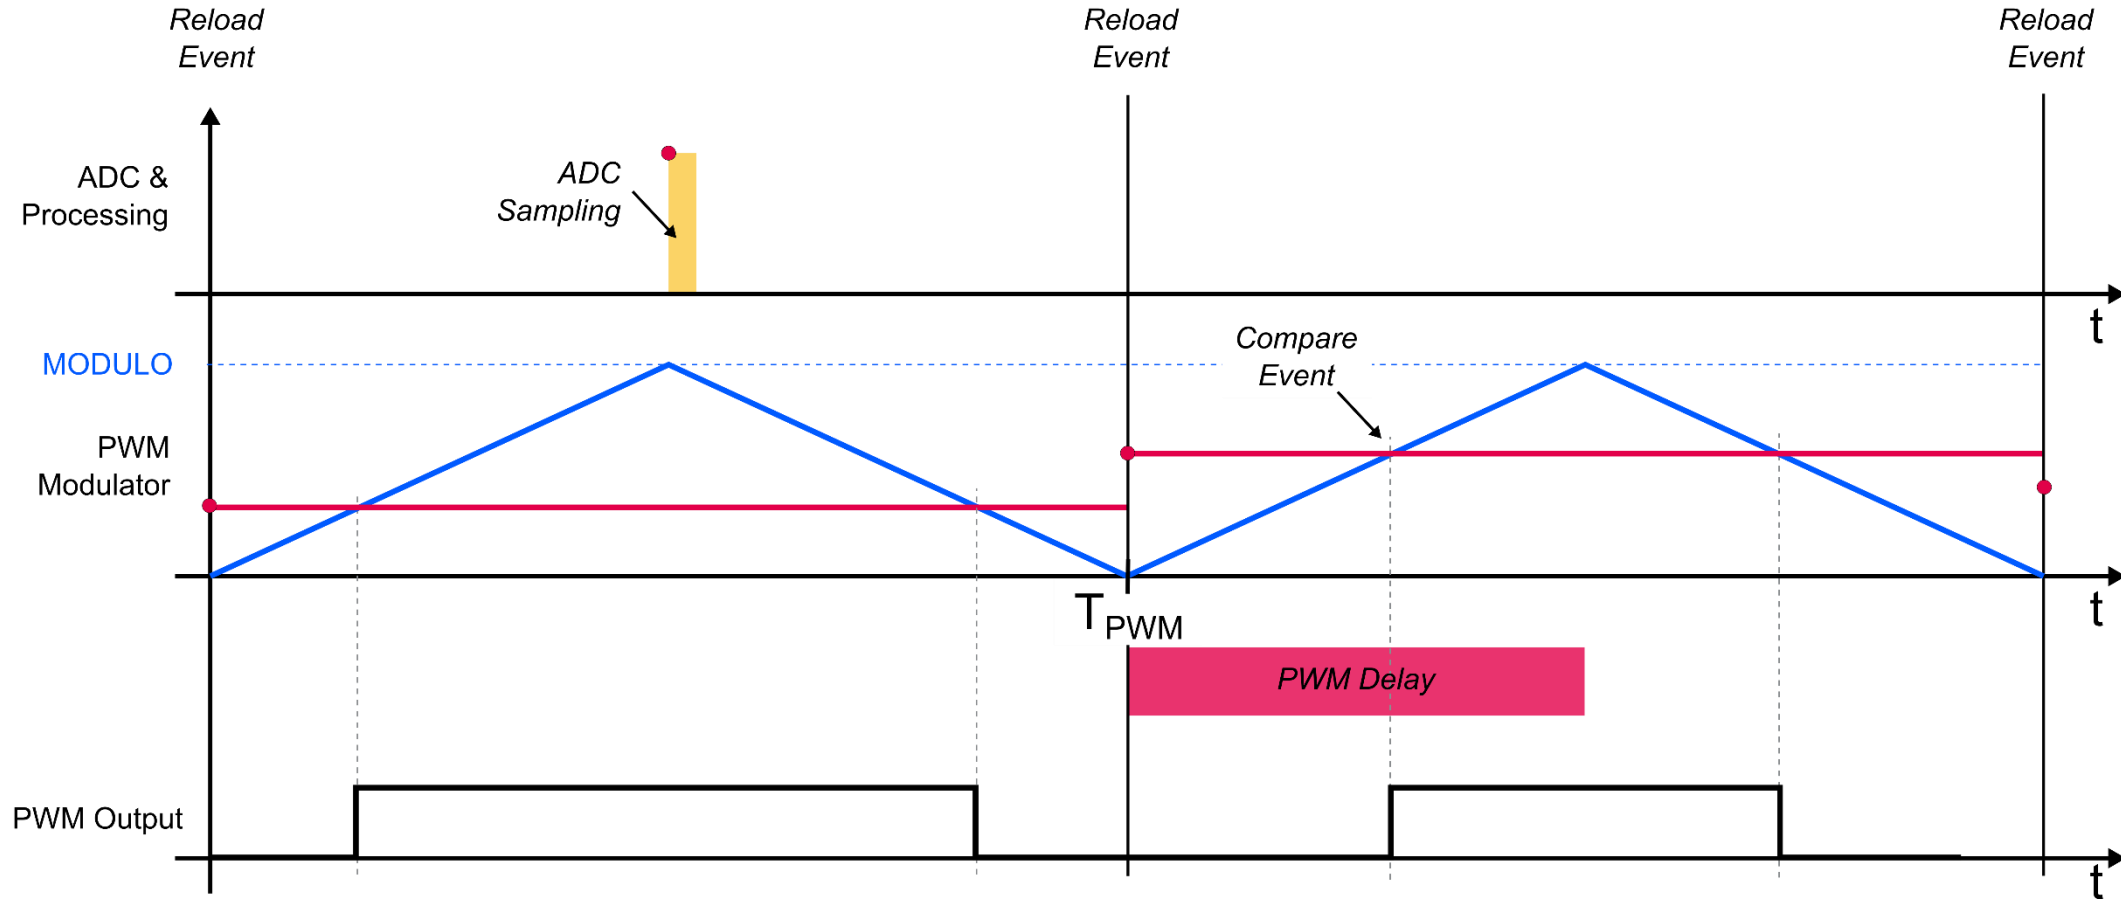 Reload
Event
Reload
Event
Reload
Event
ADC &
Processing
ADC
Sampling
t
MODULO
Compare
Event
PWM
Modulator
t
TPWM
PWM Delay
PWM Output
t